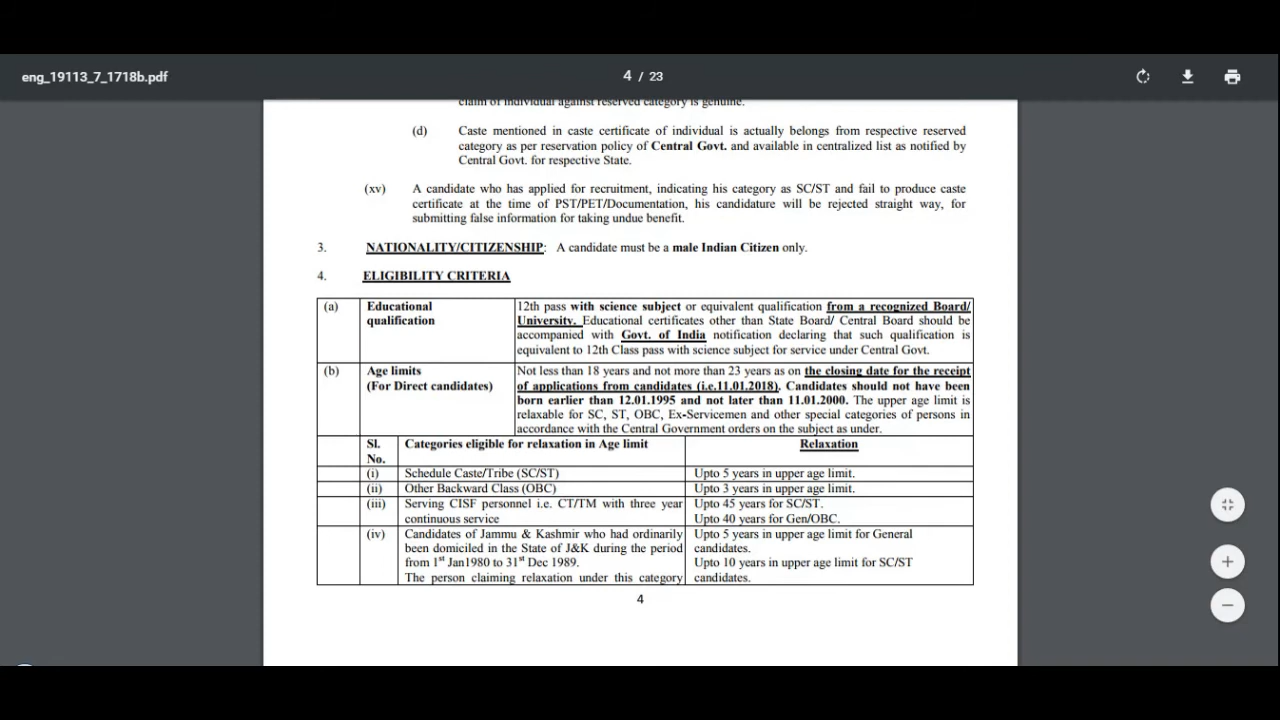 eng_19113_7_1718b.pdf
4 / 23
claim of individual against reserved category is genuine.
(d) Caste mentioned in caste certificate of individual is actually belongs from respective reserved
category as per reservation policy of Central Govt. and available in centralized list as notified by
Central Govt. for respective State.
(xv) A candidate who has applied for recruitment, indicating his category as SC/ST and fail to produce caste
certificate at the time of PST/PET/Documentation, his candidature will be rejected straight way, for
submitting false information for taking undue benefit.
3. NATIONALITY/CITIZENSHIP: A candidate must be a male Indian Citizen only.
4. ELIGIBILITY CRITERIA
(a) Educational
qualification
12th pass with science subject or equivalent qualification from a recognized Board/
University. Educational certificates other than State Board/ Central Board should be
accompanied with Govt. of India notification declaring that such qualification is
equivalent to 12th Class pass with science subject for service under Central Govt.
(b) Age limits
(For Direct candidates)
Not less than 18 years and not more than 23 years as on the closing date for the receipt
of applications from candidates (i.e.11.01.2018). Candidates should not have been
born earlier than 12.01.1995 and not later than 11.01.2000. The upper age limit is
relaxable for SC, ST, OBC, Ex-Servicemen and other special categories of persons in
accordance with the Central Government orders on the subject as under.
Sl.
No.
Categories eligible for relaxation in Age limit
Relaxation
(i) Schedule Caste/Tribe (SC/ST) Upto 5 years in upper age limit.
(ii) Other Backward Class (OBC) Upto 3 years in upper age limit.
(iii) Serving CISF personnel i.e. CT/TM with three year
continuous service
Upto 45 years for SC/ST.
Upto 40 years for Gen/OBC.
(iv) Candidates of Jammu & Kashmir who had ordinarily
been domiciled in the State of J&K during the period
from 1st Jan1980 to 31st Dec 1989.
The person claiming relaxation under this category
Upto 5 years in upper age limit for General
candidates.
Upto 10 years in upper age limit for SC/ST
candidates.
4